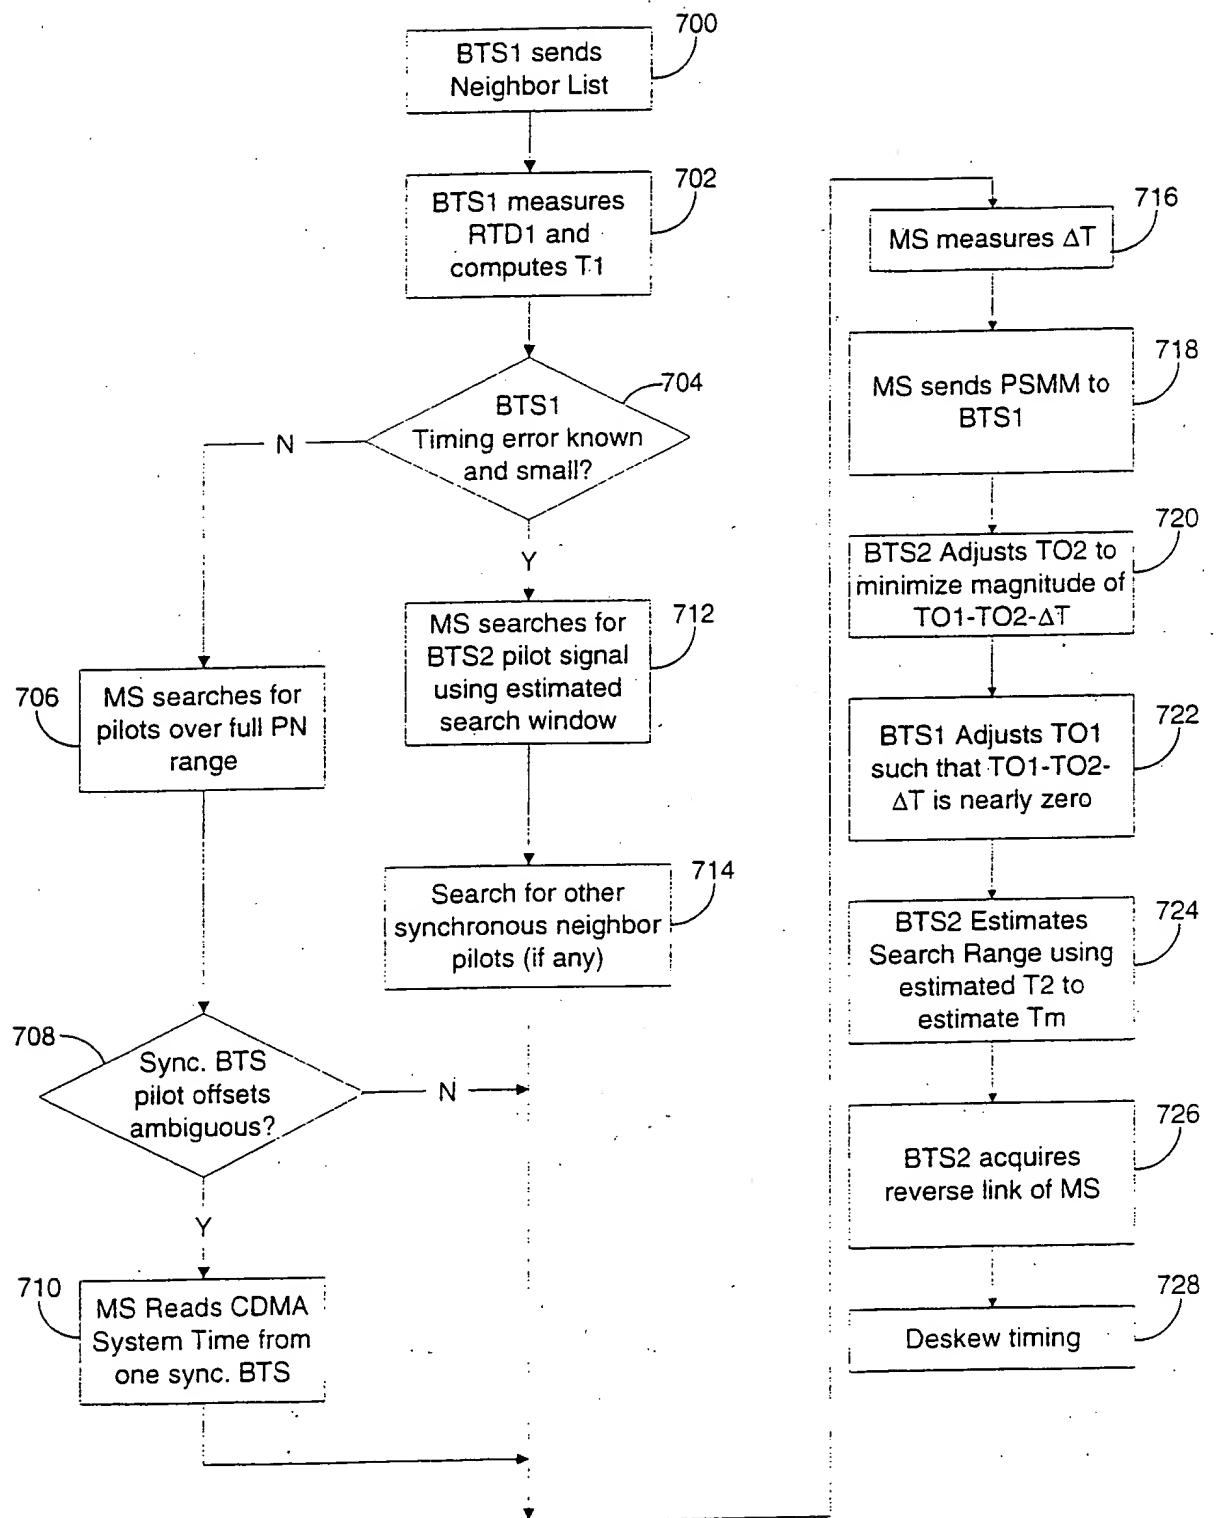 700
BTS1 sends
Neighbor List
702
BTS1 measures
RTD1 and
computes T1
704
BTS1
Timing error known
and small?
N
Y
706
MS searches for
pilots over full PN
range
712
MS searches for
BTS2 pilot signal
using estimated
search window
714
Search for other
synchronous neighbor
pilots (if any)
708
Sync. BTS
pilot offsets
ambiguous?
N
Y
710
MS Reads CDMA
System Time from
one sync. BTS
716
MS measures ΔT
718
MS sends PSMM to
BTS1
720
BTS2 Adjusts TO2 to
minimize magnitude of
TO1-TO2-ΔT
722
BTS1 Adjusts TO1
such that TO1-TO2-
ΔT is nearly zero
724
BTS2 Estimates
Search Range using
estimated T2 to
estimate Tm
726
BTS2 acquires
reverse link of MS
728
Deskew timing